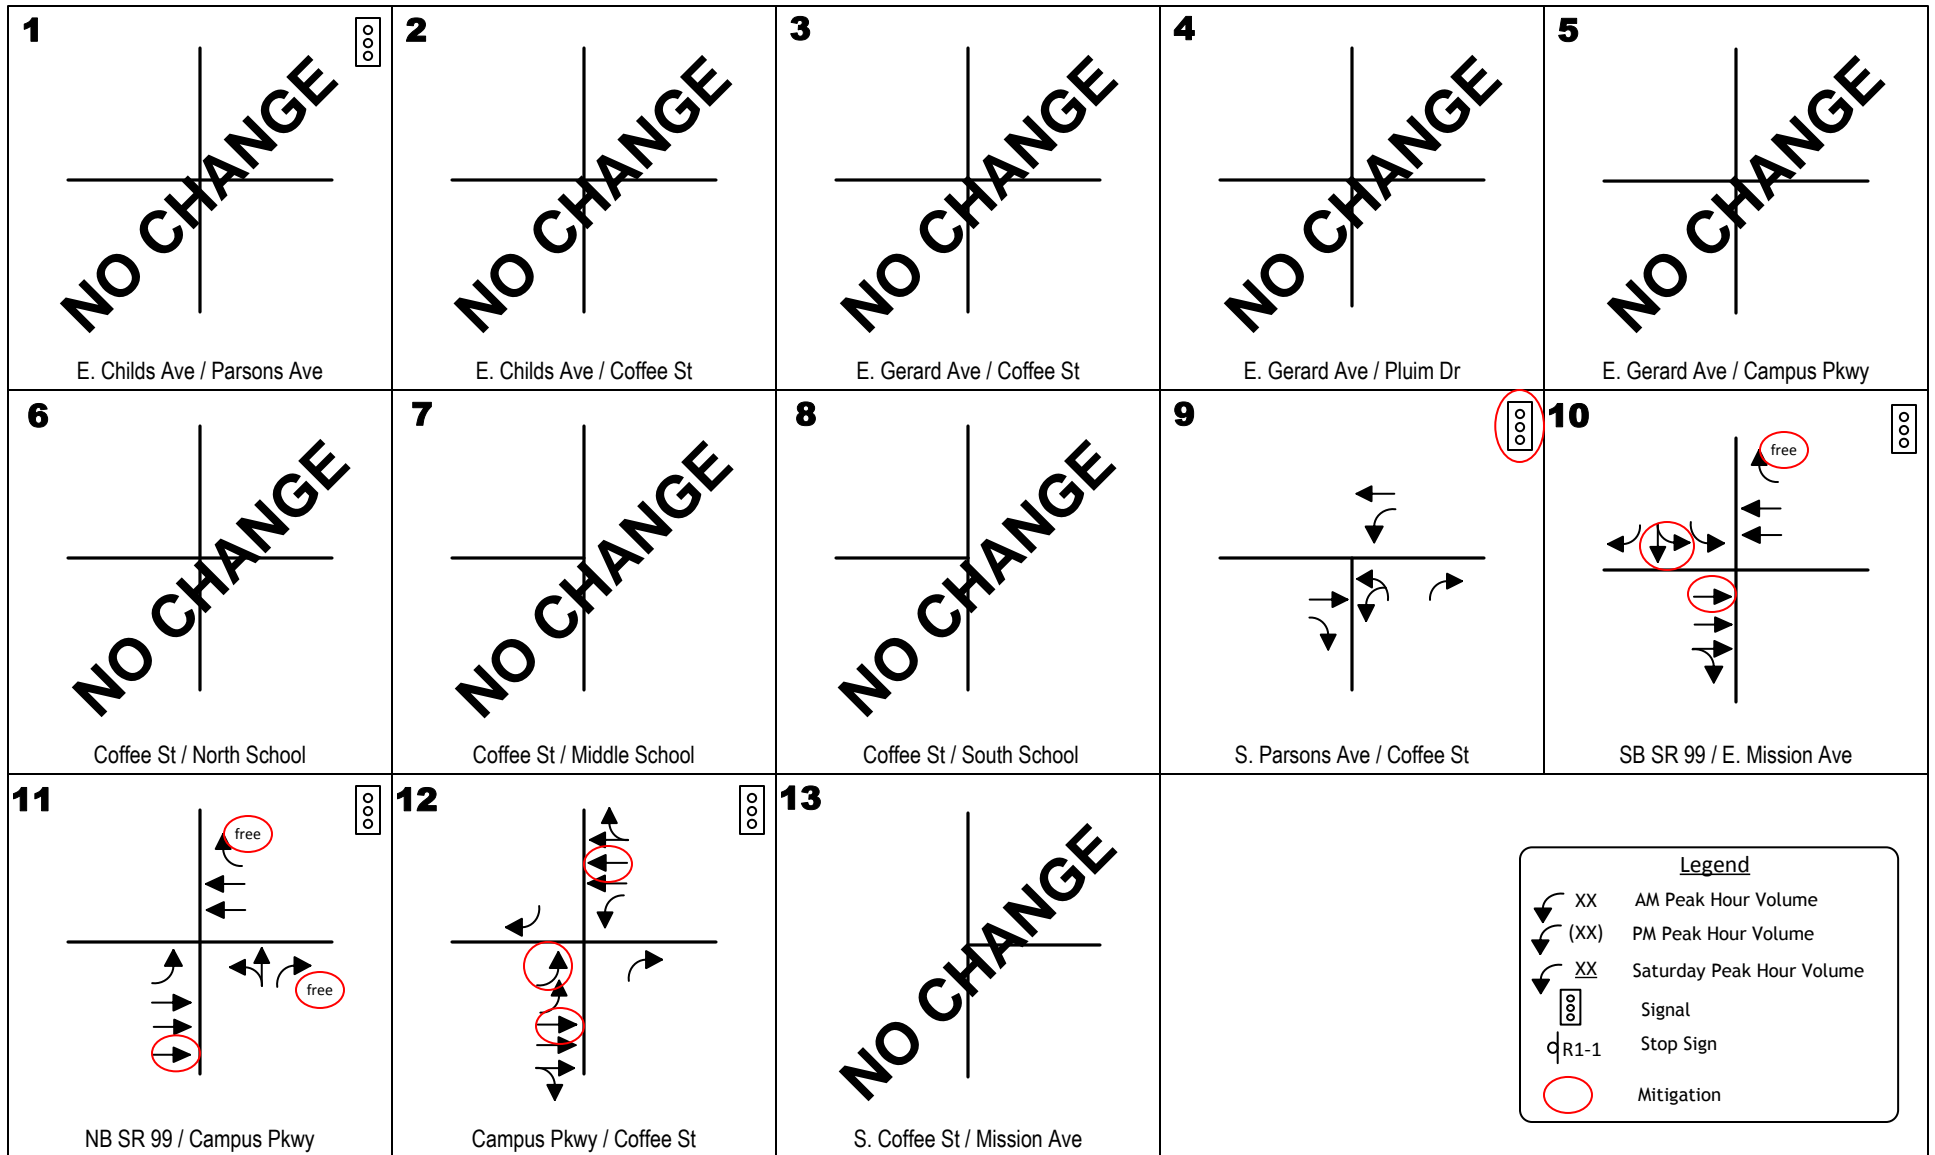 1
NO CHANGE
E. Childs Ave / Parsons Ave
2
NO CHANGE
E. Childs Ave / Coffee St
3
NO CHANGE
E. Gerard Ave / Coffee St
4
NO CHANGE
E. Gerard Ave / Pluim Dr
5
NO CHANGE
E. Gerard Ave / Campus Pkwy
6
NO CHANGE
Coffee St / North School
7
NO CHANGE
Coffee St / Middle School
8
NO CHANGE
Coffee St / South School
9
S. Parsons Ave / Coffee St
10
free
SB SR 99 / E. Mission Ave
11
free
free
NB SR 99 / Campus Pkwy
12
Campus Pkwy / Coffee St
13
NO CHANGE
S. Coffee St / Mission Ave
Legend
XX AM Peak Hour Volume
(XX) PM Peak Hour Volume
XX Saturday Peak Hour Volume
Signal
R1-1 Stop Sign
Mitigation